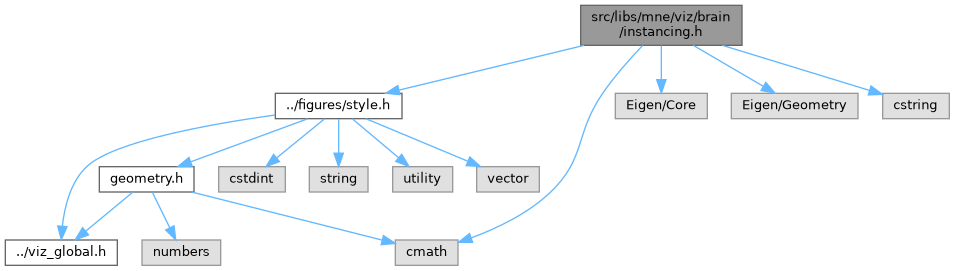 src/libs/mne/viz/brain
/instancing.h
../figures/style.h
Eigen/Core
Eigen/Geometry
cstring
geometry.h
cstdint
string
utility
vector
../viz_global.h
numbers
cmath